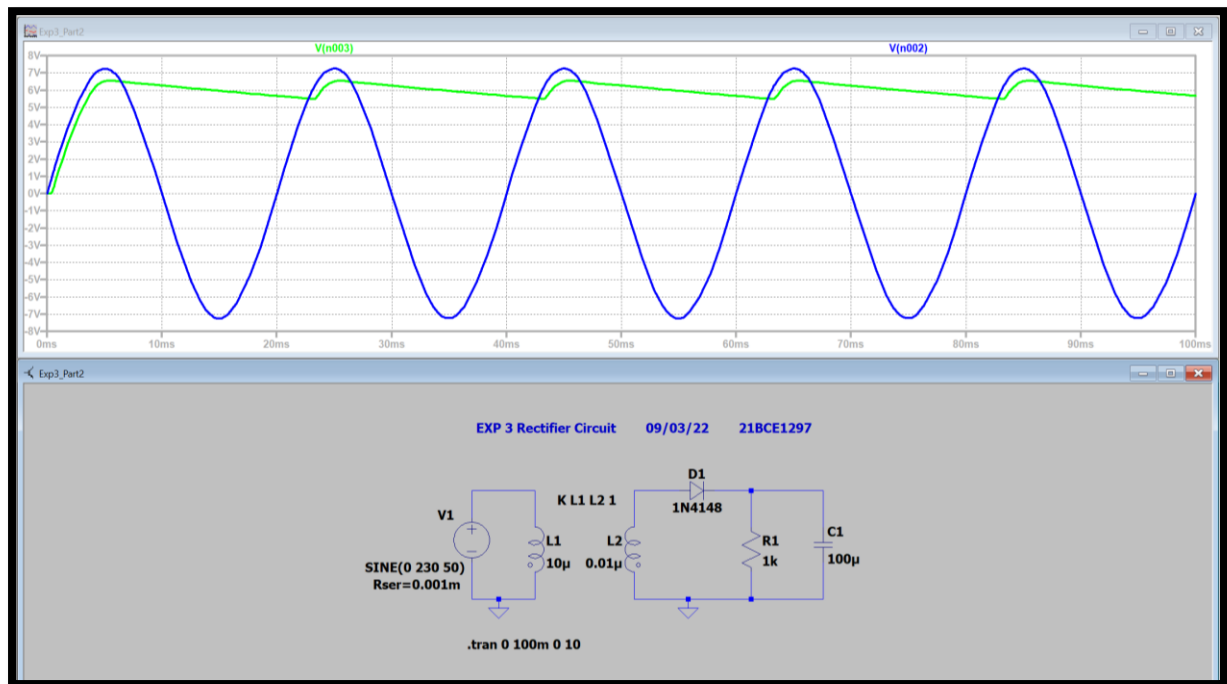 Exp3_Part2
V(n003) V(n002)
8V
7V
6V
5V
4V
3V
2V
1V
0V
-1V
-2V
-3V
-4V
-5V
-6V
-7V
-8V
0ms 10ms 20ms 30ms 40ms 50ms 60ms 70ms 80ms 90ms 100ms
Exp3_Part2
EXP 3 Rectifier Circuit 09/03/22 21BCE1297
D1
K L1 L2 1
1N4148
V1
L1 L2 R1 C1
10µ 0.01µ 1k 100µ
SINE(0 230 50)
Rser=0.001m
.tran 0 100m 0 10